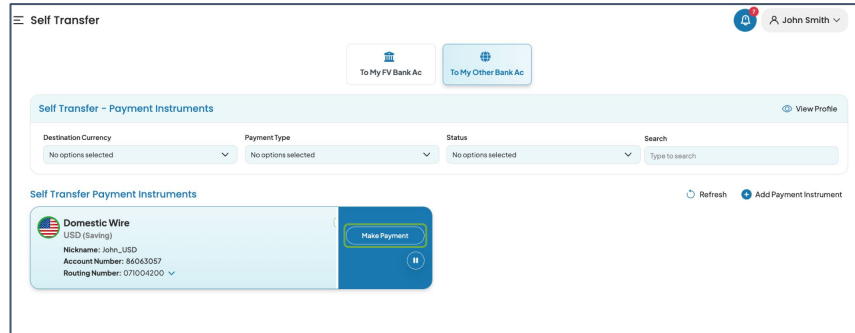 Self Transfer
7
John Smith
To My FV Bank Ac
To My Other Bank Ac
Self Transfer - Payment Instruments
View Profile
Destination Currency
Payment Type
Status
Search
No options selected
No options selected
No options selected
Type to search
Self Transfer Payment Instruments
Refresh
Add Payment Instrument
Domestic Wire
USD (Saving)
Nickname: John_USD
Account Number: 86063057
Routing Number: 071004200
Make Payment